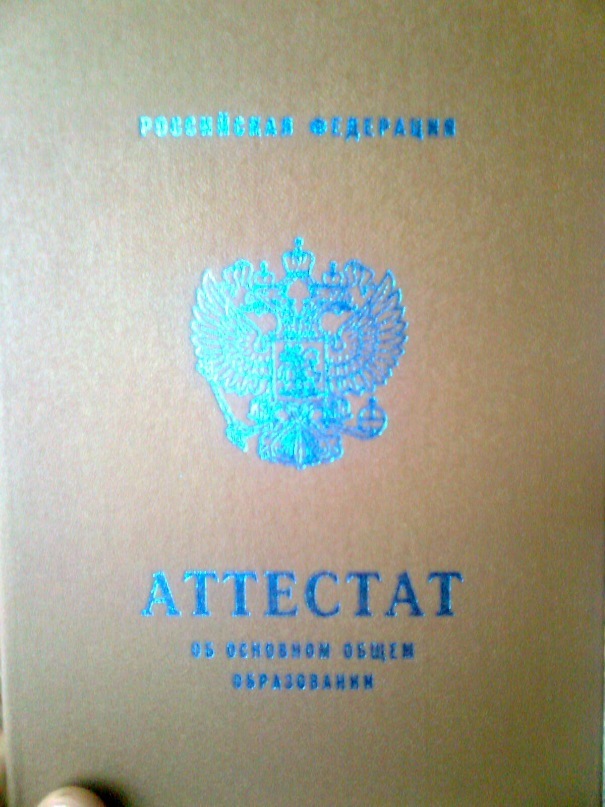 РОССИЙСКАЯ ФЕДЕРАЦИЯ
АТТЕСТАТ
ОБ ОСНОВНОМ ОБЩЕМ
ОБРАЗОВАНИИ